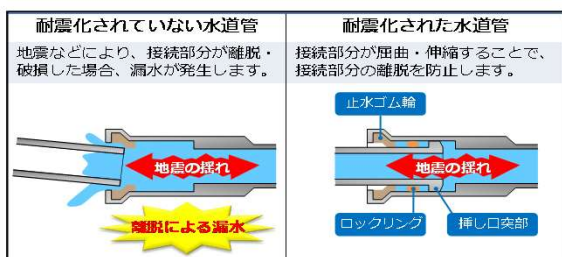 耐震化されていない水道管
地震などにより、接続部分が離脱・
破損した場合、漏水が発生します。
地震の揺れ
離脱による漏水
耐震化された水道管
接続部分が屈曲・伸縮することで、
接続部分の離脱を防止します。
止水ゴム輪
地震の揺れ
ロックリング
挿し口突部